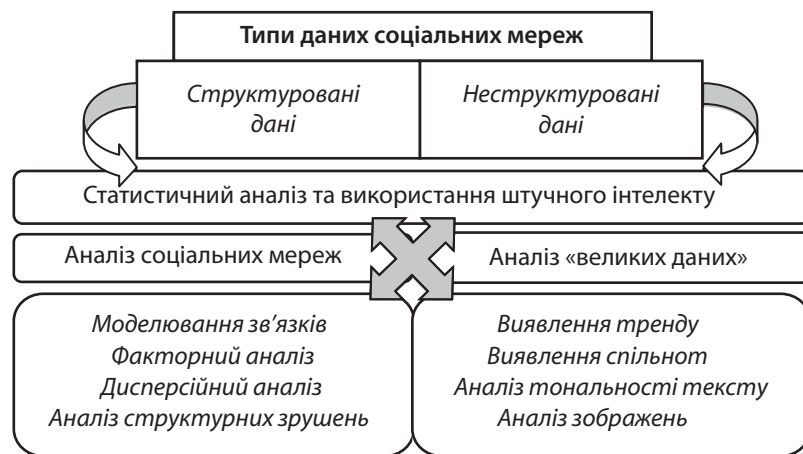 Типи даних соціальних мереж
Структуровані
дані
Неструктуровані
дані
Статистичний аналіз та використання штучного інтелекту
Аналіз соціальних мереж
Аналіз «великих даних»
Моделювання зв’язків
Факторний аналіз
Дисперсійний аналіз
Аналіз структурних зрушень
Виявлення тренду
Виявлення спільнот
Аналіз тональності тексту
Аналіз зображень